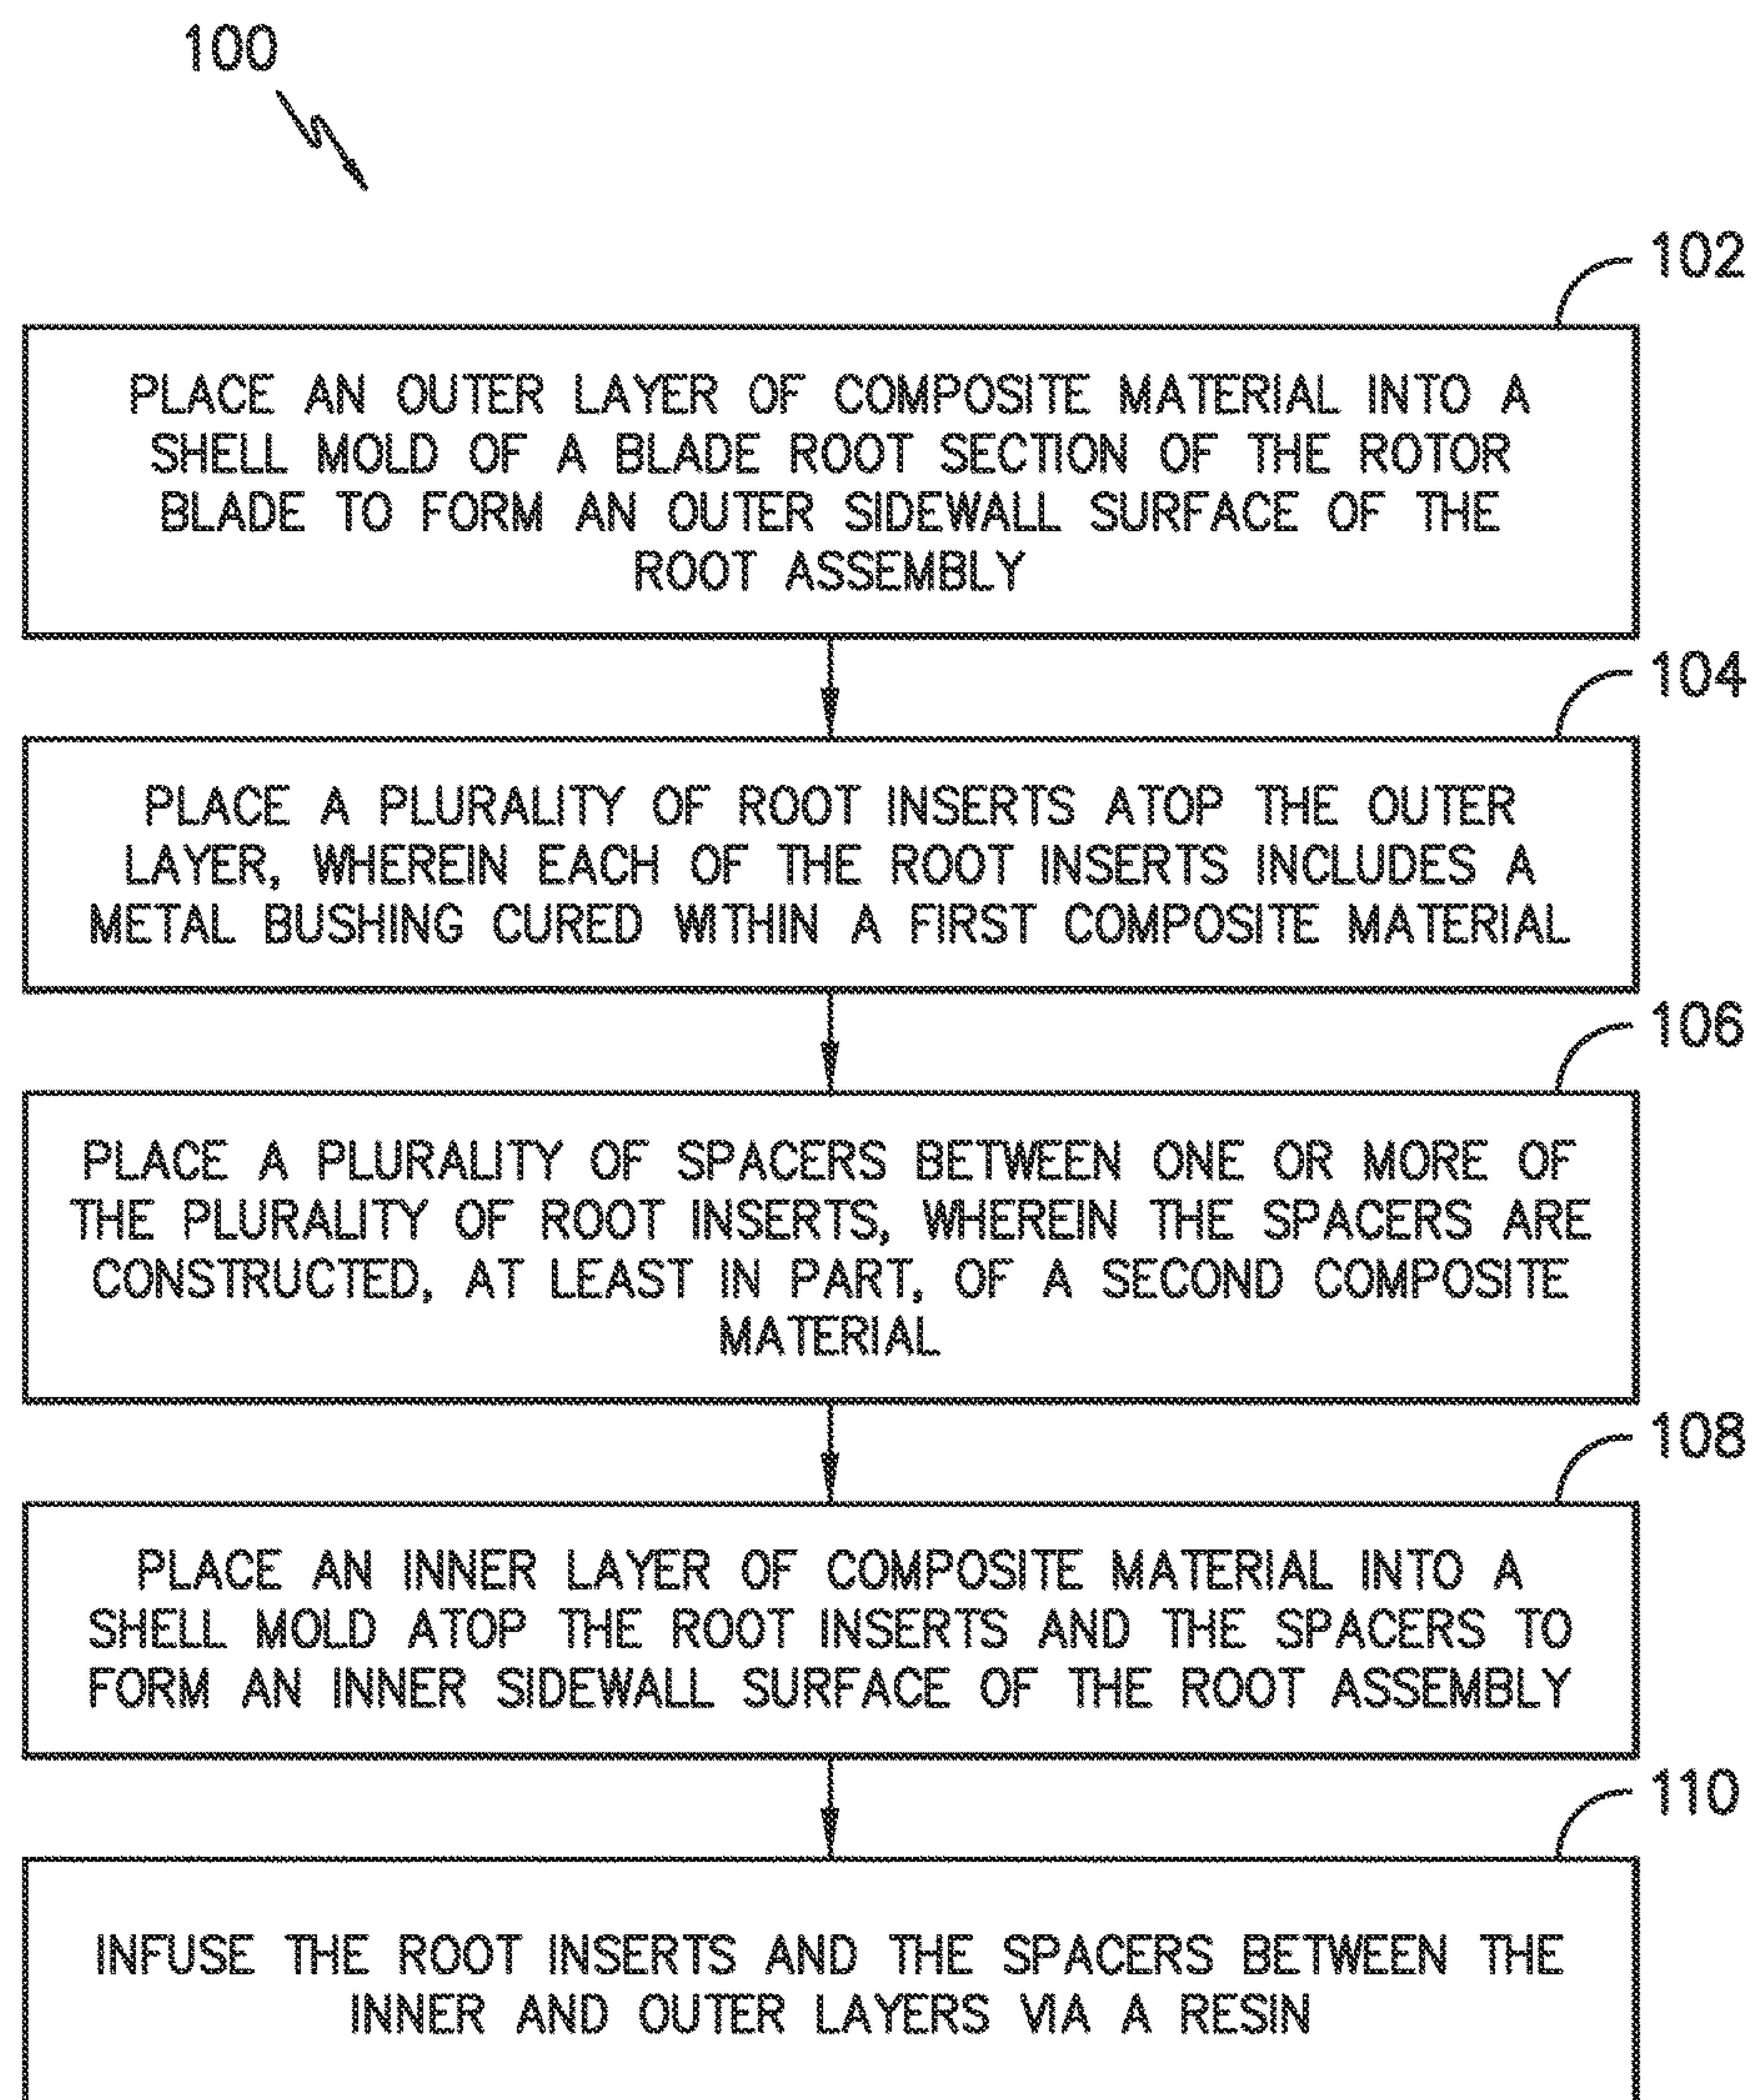 100
102
PLACE AN OUTER LAYER OF COMPOSITE MATERIAL INTO A
SHELL MOLD OF A BLADE ROOT SECTION OF THE ROTOR
BLADE TO FORM AN OUTER SIDEWALL SURFACE OF THE
ROOT ASSEMBLY
104
PLACE A PLURALITY OF ROOT INSERTS ATOP THE OUTER
LAYER, WHEREIN EACH OF THE ROOT INSERTS INCLUDES A
METAL BUSHING CURED WITHIN A FIRST COMPOSITE MATERIAL
106
PLACE A PLURALITY OF SPACERS BETWEEN ONE OR MORE OF
THE PLURALITY OF ROOT INSERTS, WHEREIN THE SPACERS ARE
CONSTRUCTED, AT LEAST IN PART, OF A SECOND COMPOSITE
MATERIAL
108
PLACE AN INNER LAYER OF COMPOSITE MATERIAL INTO A
SHELL MOLD ATOP THE ROOT INSERTS AND THE SPACERS TO
FORM AN INNER SIDEWALL SURFACE OF THE ROOT ASSEMBLY
110
INFUSE THE ROOT INSERTS AND THE SPACERS BETWEEN THE
INNER AND OUTER LAYERS VIA A RESIN